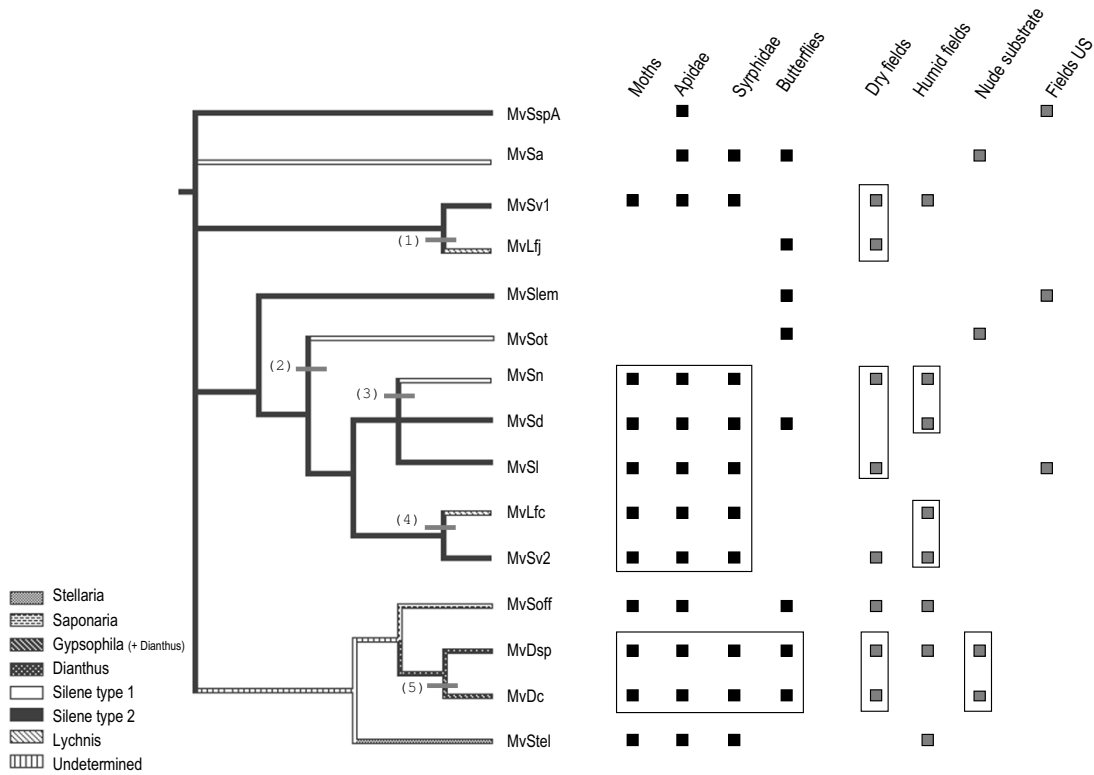 Moths
Apidae
Syrphidae
Butterflies
Dry fields
Humid fields
Nude substrate
Fields US
MvSspA
MvSa
MvSv1
(1)
MvLfj
MvSlem
MvSot
(2)
MvSn
(3)
MvSd
MvSl
MvLfc
(4)
MvSv2
MvSoff
MvDsp
(5)
MvDc
MvStel
Stellaria
Saponaria
Gypsophila (+ Dianthus)
Dianthus
Silene type 1
Silene type 2
Lychnis
Undetermined